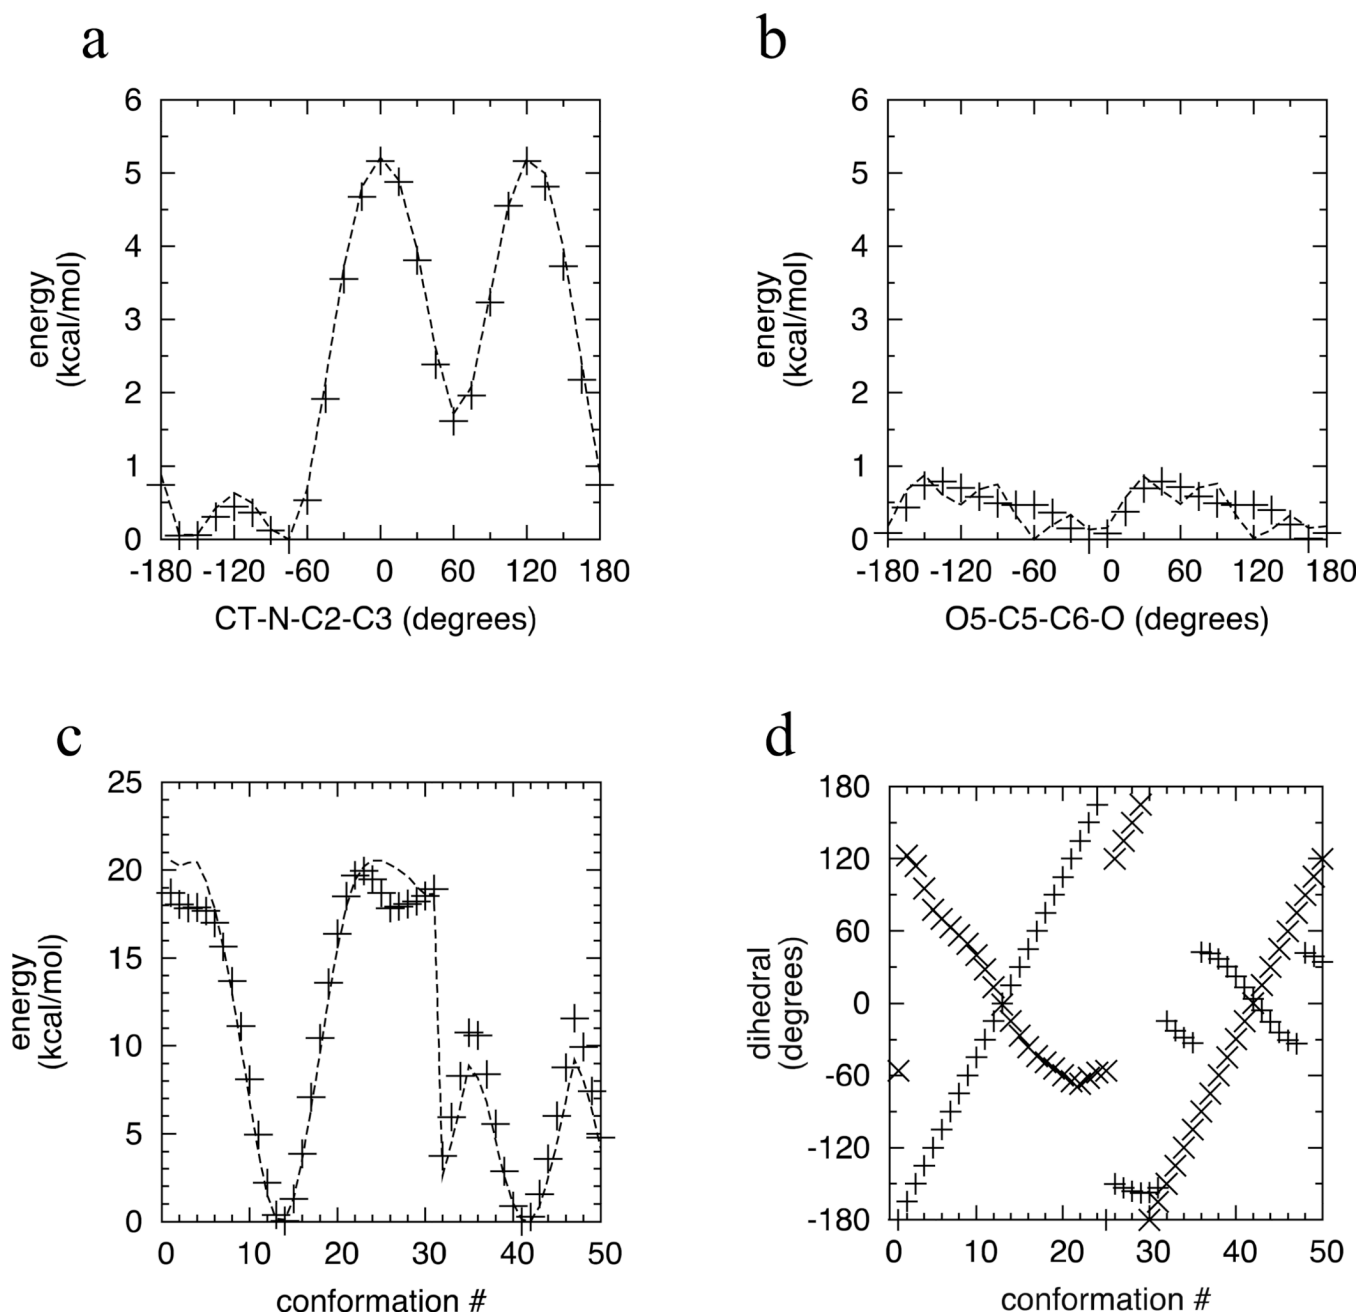 a
6
5
4
3
2
1
0
energy
(kcal/mol)
-180 -120 -60 0 60 120 180
CT-N-C2-C3 (degrees)
b
6
5
4
3
2
1
0
energy
(kcal/mol)
-180 -120 -60 0 60 120 180
O5-C5-C6-O (degrees)
c
25
20
15
10
5
0
energy
(kcal/mol)
0 10 20 30 40 50
conformation #
d
180
120
60
0
-60
-120
-180
dihedral
(degrees)
0 10 20 30 40 50
conformation #